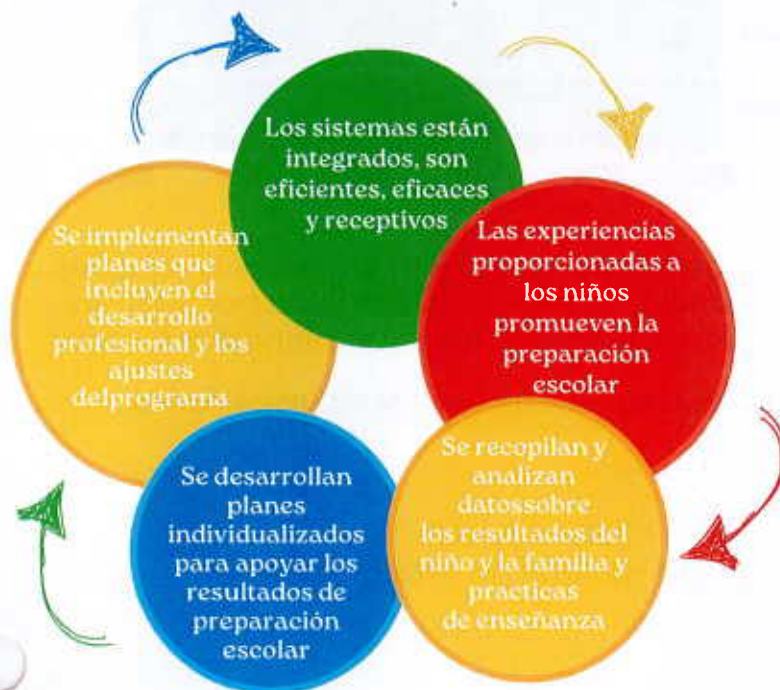 Los sistemas están
integrados, son
eficientes, eficaces
y receptivos
Las experiencias
proporcionadas a
los niños
promueven la
preparación
escolar
Se recopilan y
analizan
datossobre
los resultados del
niño y la familia y
practicas
de enseñanza
Se desarrollan
planes
individualizados
para apoyar los
resultados de
preparación
escolar
Se implementan
planes que
incluyen el
desarrollo
profesional y los
ajustes
delprograma